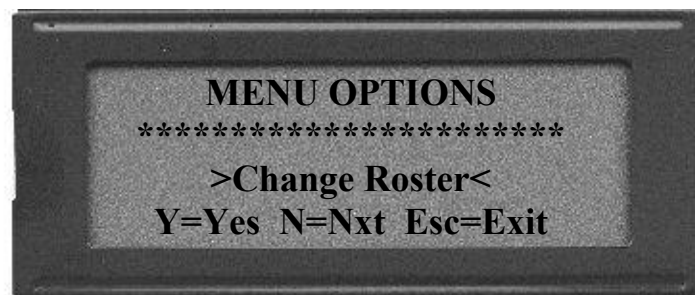 MENU OPTIONS
***********************
>Change Roster<
Y=Yes N=Nxt Esc=Exit